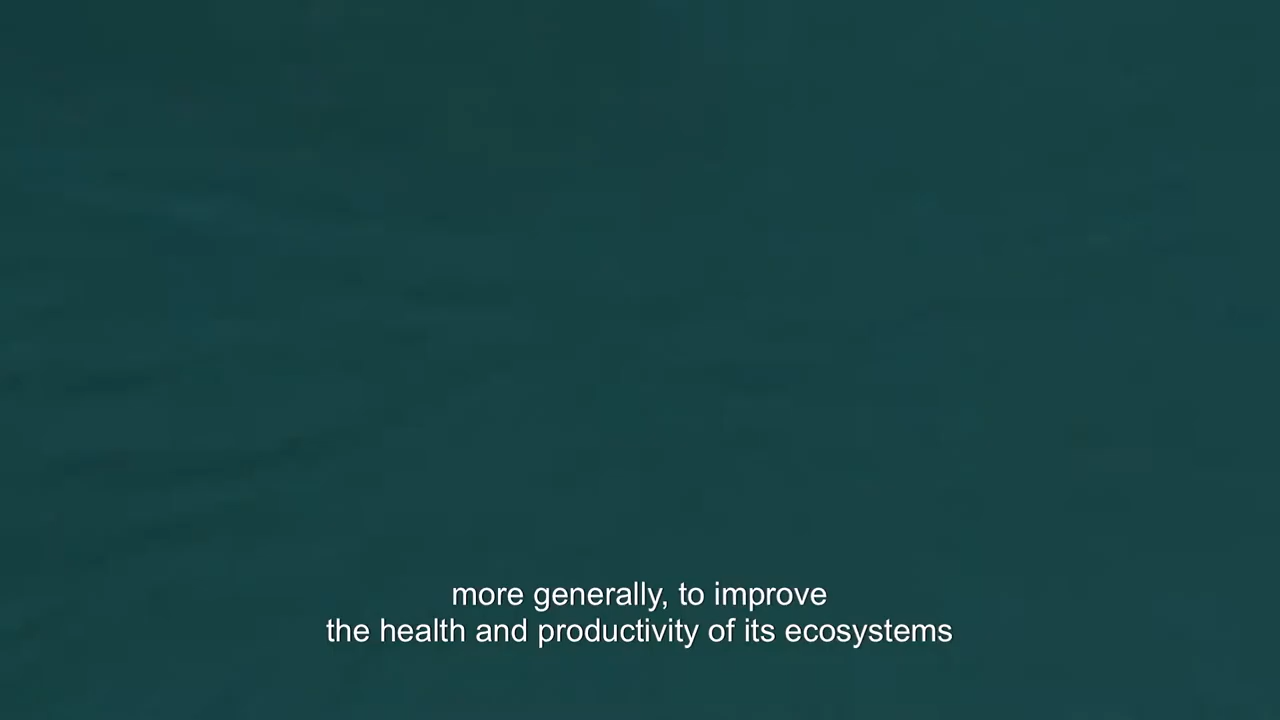 more generally, to improve
the health and productivity of its ecosystems